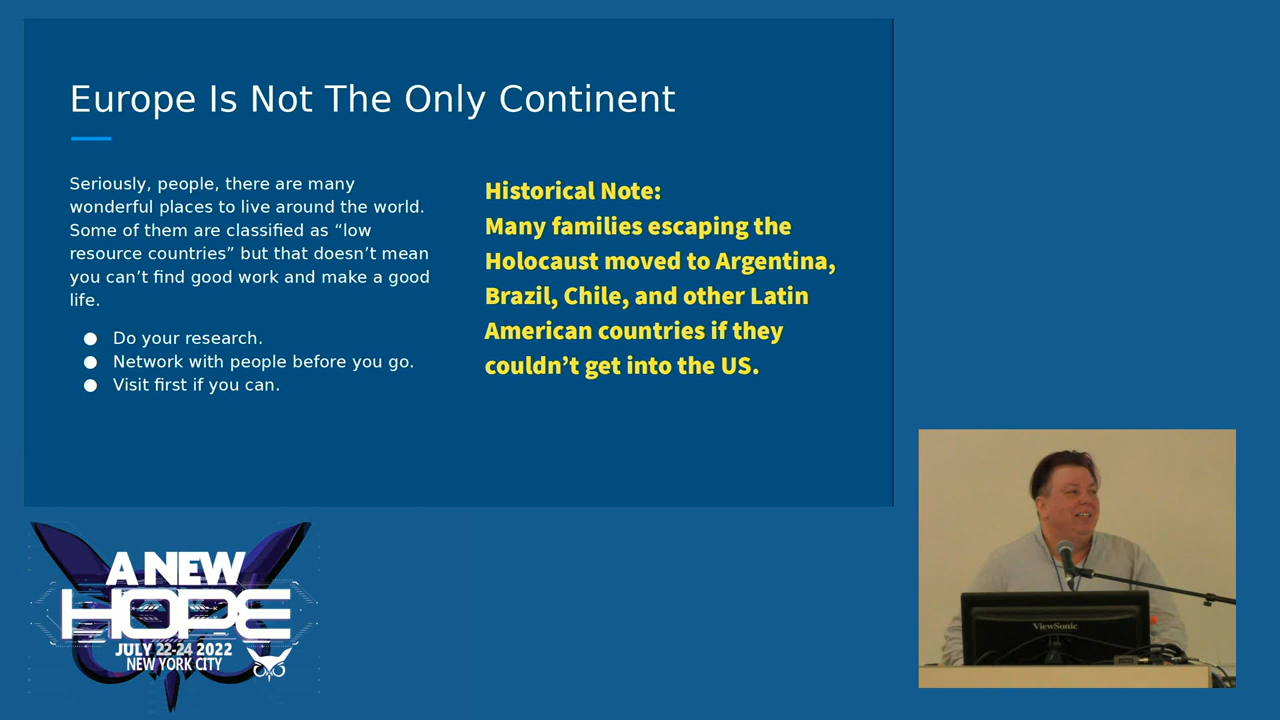 Europe Is Not The Only Continent
Seriously, people, there are many
wonderful places to live around the world.
Some of them are classified as “low
resource countries” but that doesn’t mean
you can’t find good work and make a good
life.
● Do your research.
● Network with people before you go.
● Visit first if you can.
Historical Note:
Many families escaping the
Holocaust moved to Argentina,
Brazil, Chile, and other Latin
American countries if they
couldn’t get into the US.
A NEW
HOPE
JULY 22-24 2022
NEW YORK CITY
ViewSonic